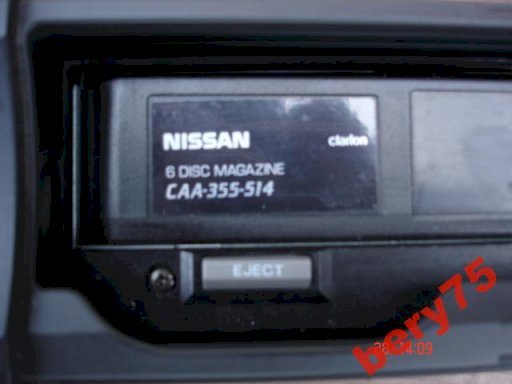 NISSAN
clarion
6 DISC MAGAZINE
CAA-355-514
EJECT
bery75